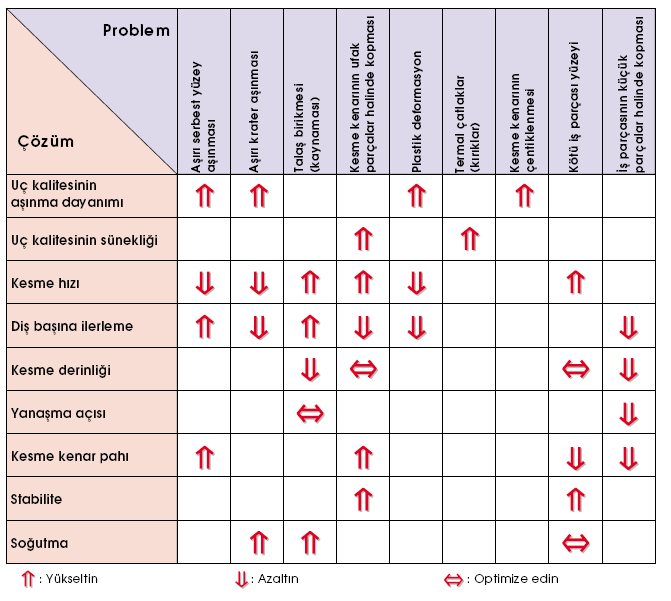 Problem
Çözüm
Aşırı serbest yüzey
aşınması
Aşırı krater aşınması
Talaş birikmesi
(kaynaması)
Kesme kenarının ufak
parçalar halinde kopması
Plastik deformasyon
Termal çatlaklar
(kırıklar)
Kesme kenarının
çentiklenmesi
Kötü iş parçası yüzeyi
İş parçasının küçük
parçalar halinde kopması
Uç kalitesinin
aşınma dayanımı
Uç kalitesinin sünekliği
Kesme hızı
Diş başına ilerleme
Kesme derinliği
Yanaşma açısı
Kesme kenar pahı
Stabilite
Soğutma
⇑ : Yükseltin ⇓ : Azaltın ⇔ : Optimize edin